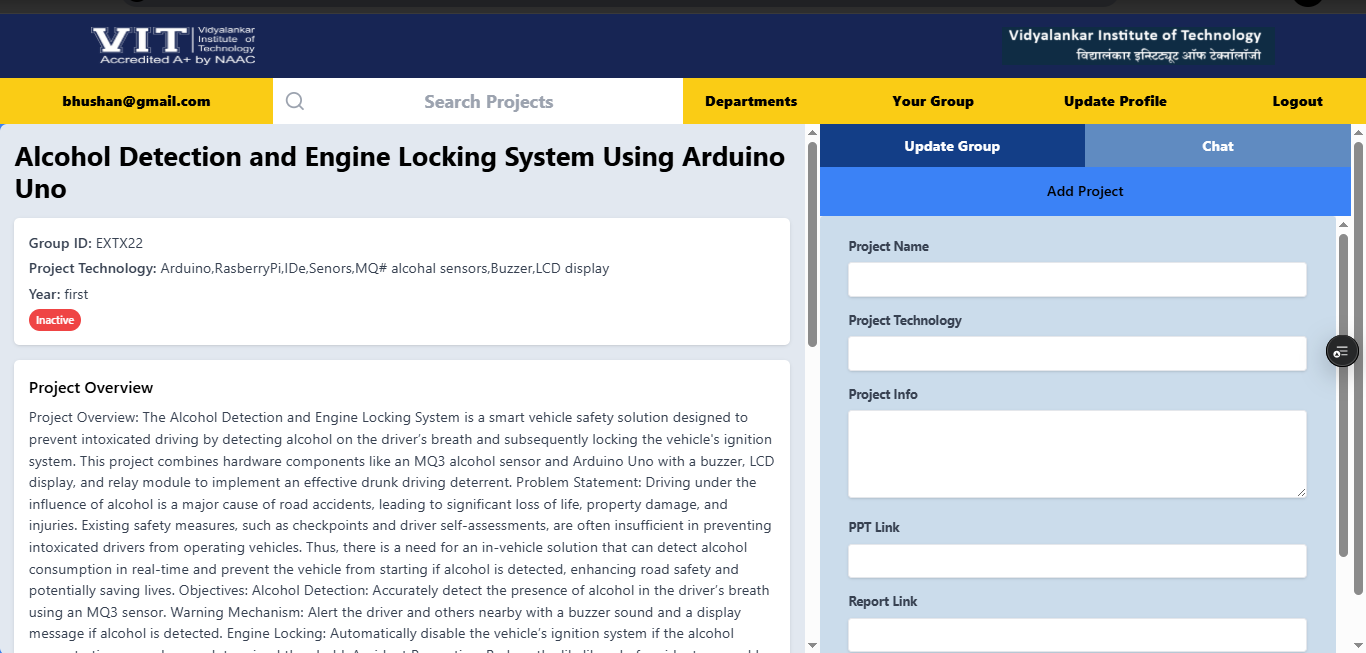 VIT
Vidyalankar
Institute of
Technology
Accredited A+ by NAAC
Vidyalankar Institute of Technology
विद्यालंकार इन्स्टिट्यूट ऑफ टेक्नॉलॉजी
bhushan@gmail.com
Search Projects
Departments
Your Group
Update Profile
Logout
Alcohol Detection and Engine Locking System Using Arduino
Uno
Group ID: EXTX22
Project Technology: Arduino,RasberryPi,IDe,Senors,MQ# alcohal sensors,Buzzer,LCD display
Year: first
Inactive
Project Overview
Project Overview: The Alcohol Detection and Engine Locking System is a smart vehicle safety solution designed to
prevent intoxicated driving by detecting alcohol on the driver’s breath and subsequently locking the vehicle's ignition
system. This project combines hardware components like an MQ3 alcohol sensor and Arduino Uno with a buzzer, LCD
display, and relay module to implement an effective drunk driving deterrent. Problem Statement: Driving under the
influence of alcohol is a major cause of road accidents, leading to significant loss of life, property damage, and
injuries. Existing safety measures, such as checkpoints and driver self-assessments, are often insufficient in preventing
intoxicated drivers from operating vehicles. Thus, there is a need for an in-vehicle solution that can detect alcohol
consumption in real-time and prevent the vehicle from starting if alcohol is detected, enhancing road safety and
potentially saving lives. Objectives: Alcohol Detection: Accurately detect the presence of alcohol in the driver’s breath
using an MQ3 sensor. Warning Mechanism: Alert the driver and others nearby with a buzzer sound and a display
message if alcohol is detected. Engine Locking: Automatically disable the vehicle’s ignition system if the alcohol
Update Group
Chat
Add Project
Project Name
Project Technology
Project Info
PPT Link
Report Link